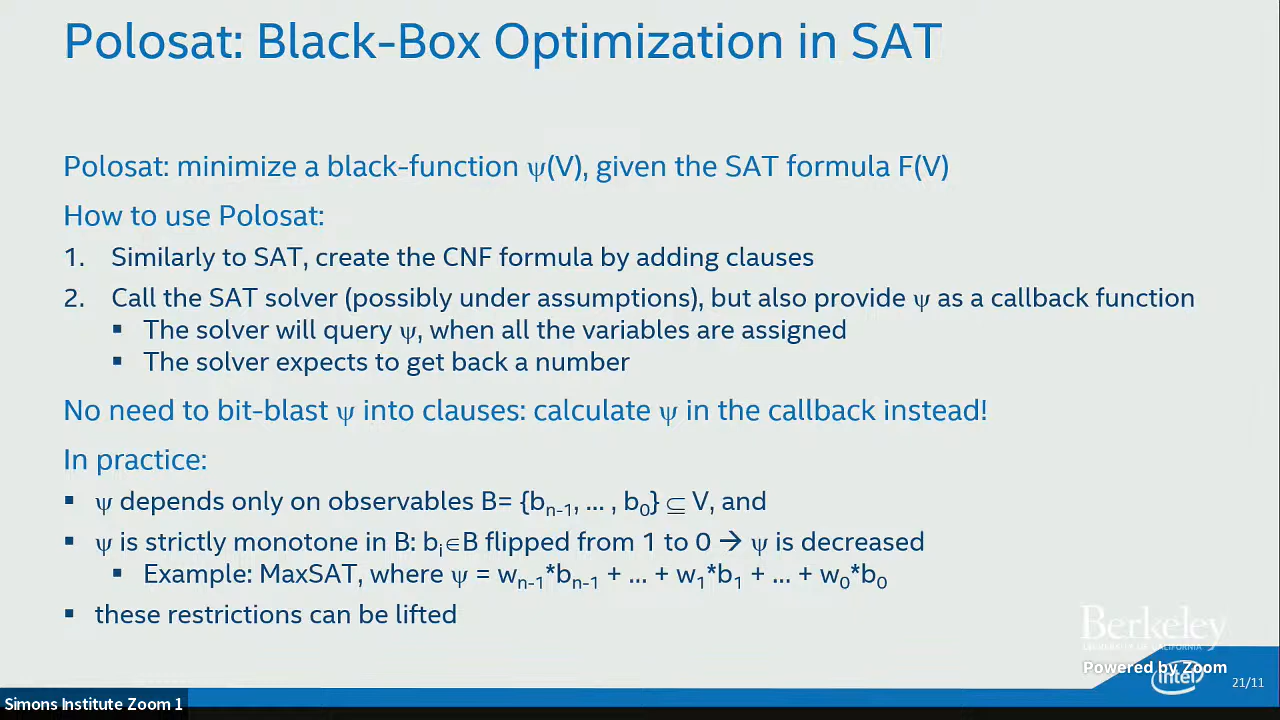 Polosat: Black-Box Optimization in SAT
Polosat: minimize a black-function ψ(V), given the SAT formula F(V)
How to use Polosat:
1. Similarly to SAT, create the CNF formula by adding clauses
2. Call the SAT solver (possibly under assumptions), but also provide ψ as a callback function
▪ The solver will query ψ, when all the variables are assigned
▪ The solver expects to get back a number
No need to bit-blast ψ into clauses: calculate ψ in the callback instead!
In practice:
▪ ψ depends only on observables B= {bn-1, … , b0} ⊆ V, and
▪ ψ is strictly monotone in B: bi∈B flipped from 1 to 0 → ψ is decreased
▪ Example: MaxSAT, where ψ = wn-1*bn-1 + … + w1*b1 + … + w0*b0
▪ these restrictions can be lifted
Berkeley
UNIVERSITY OF CALIFORNIA
Powered by Zoom
intel
21/11
Simons Institute Zoom 1